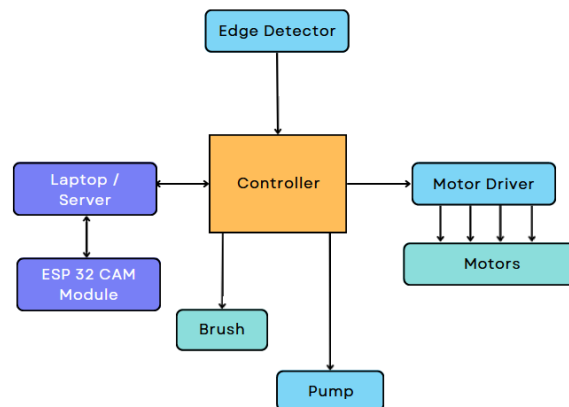 Edge Detector
Laptop /
Server
Controller
Motor Driver
ESP 32 CAM
Module
Motors
Brush
Pump